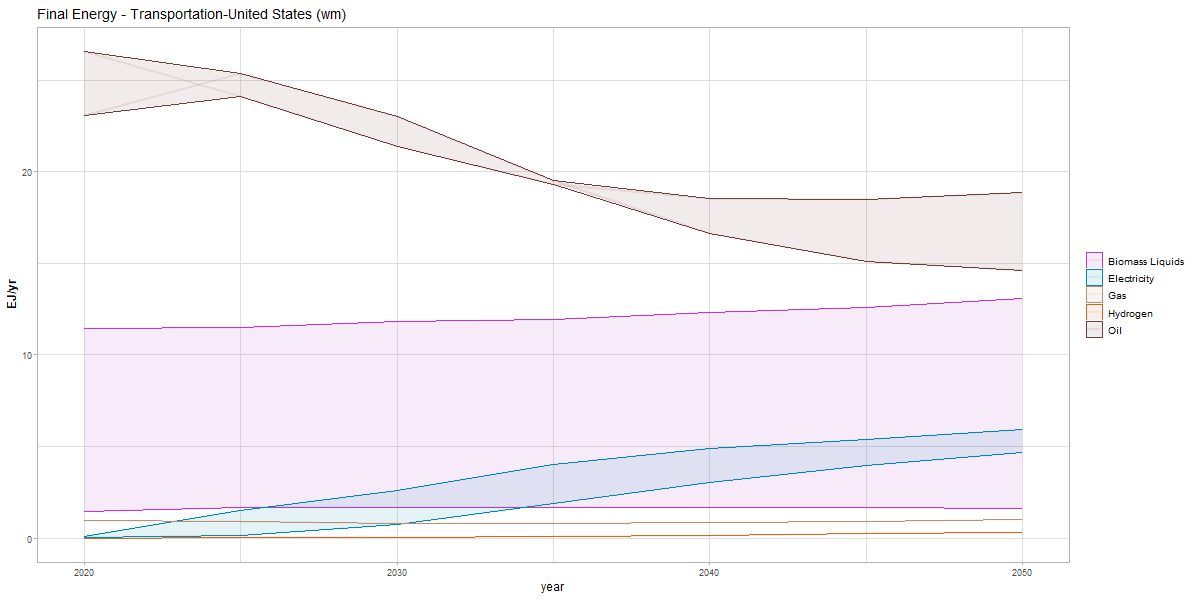 Final Energy - Transportation-United States (wm)
EJ/yr
20
10
0
2020
2030
2040
2050
year
Biomass Liquids
Electricity
Gas
Hydrogen
Oil